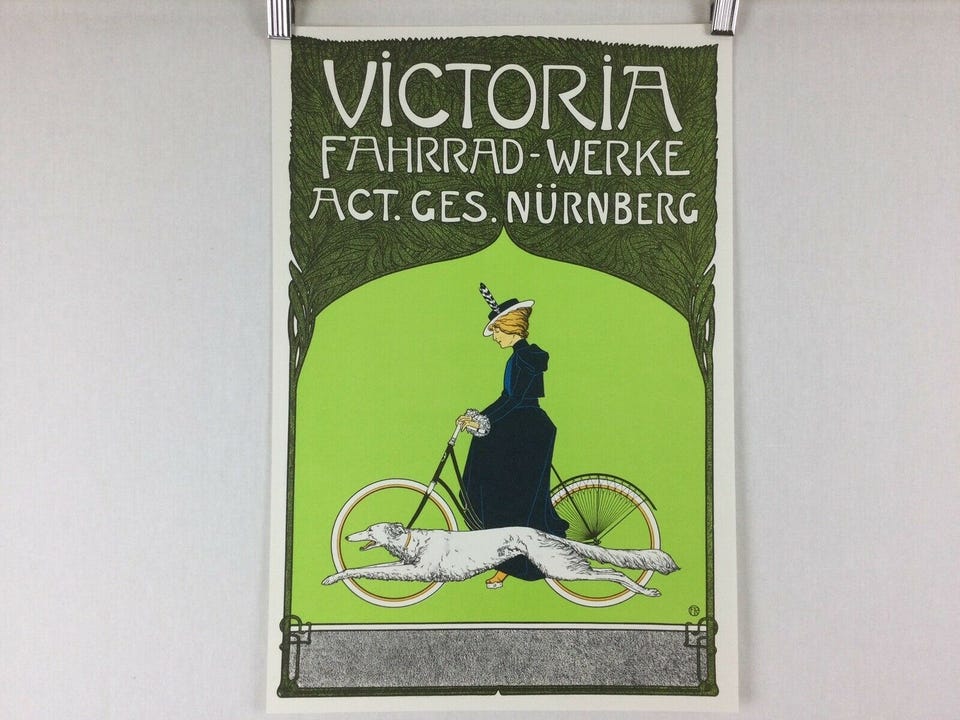 ViCTORiA
FAHRRAD-WERKE
ACT. GES. NÜRNBERG